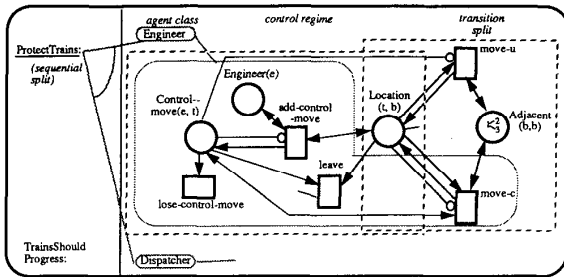 agent class
control regime
transition
split
Engineer
ProtectTrains:
(sequential
split)
move-u
Engineer(e)
Control--
move(e, t)
add-control
-move
Location
(t, b)
Adjacent
(b,b)
leave
move-c
lose-control-move
TrainsShould
Progress:
Dispatcher